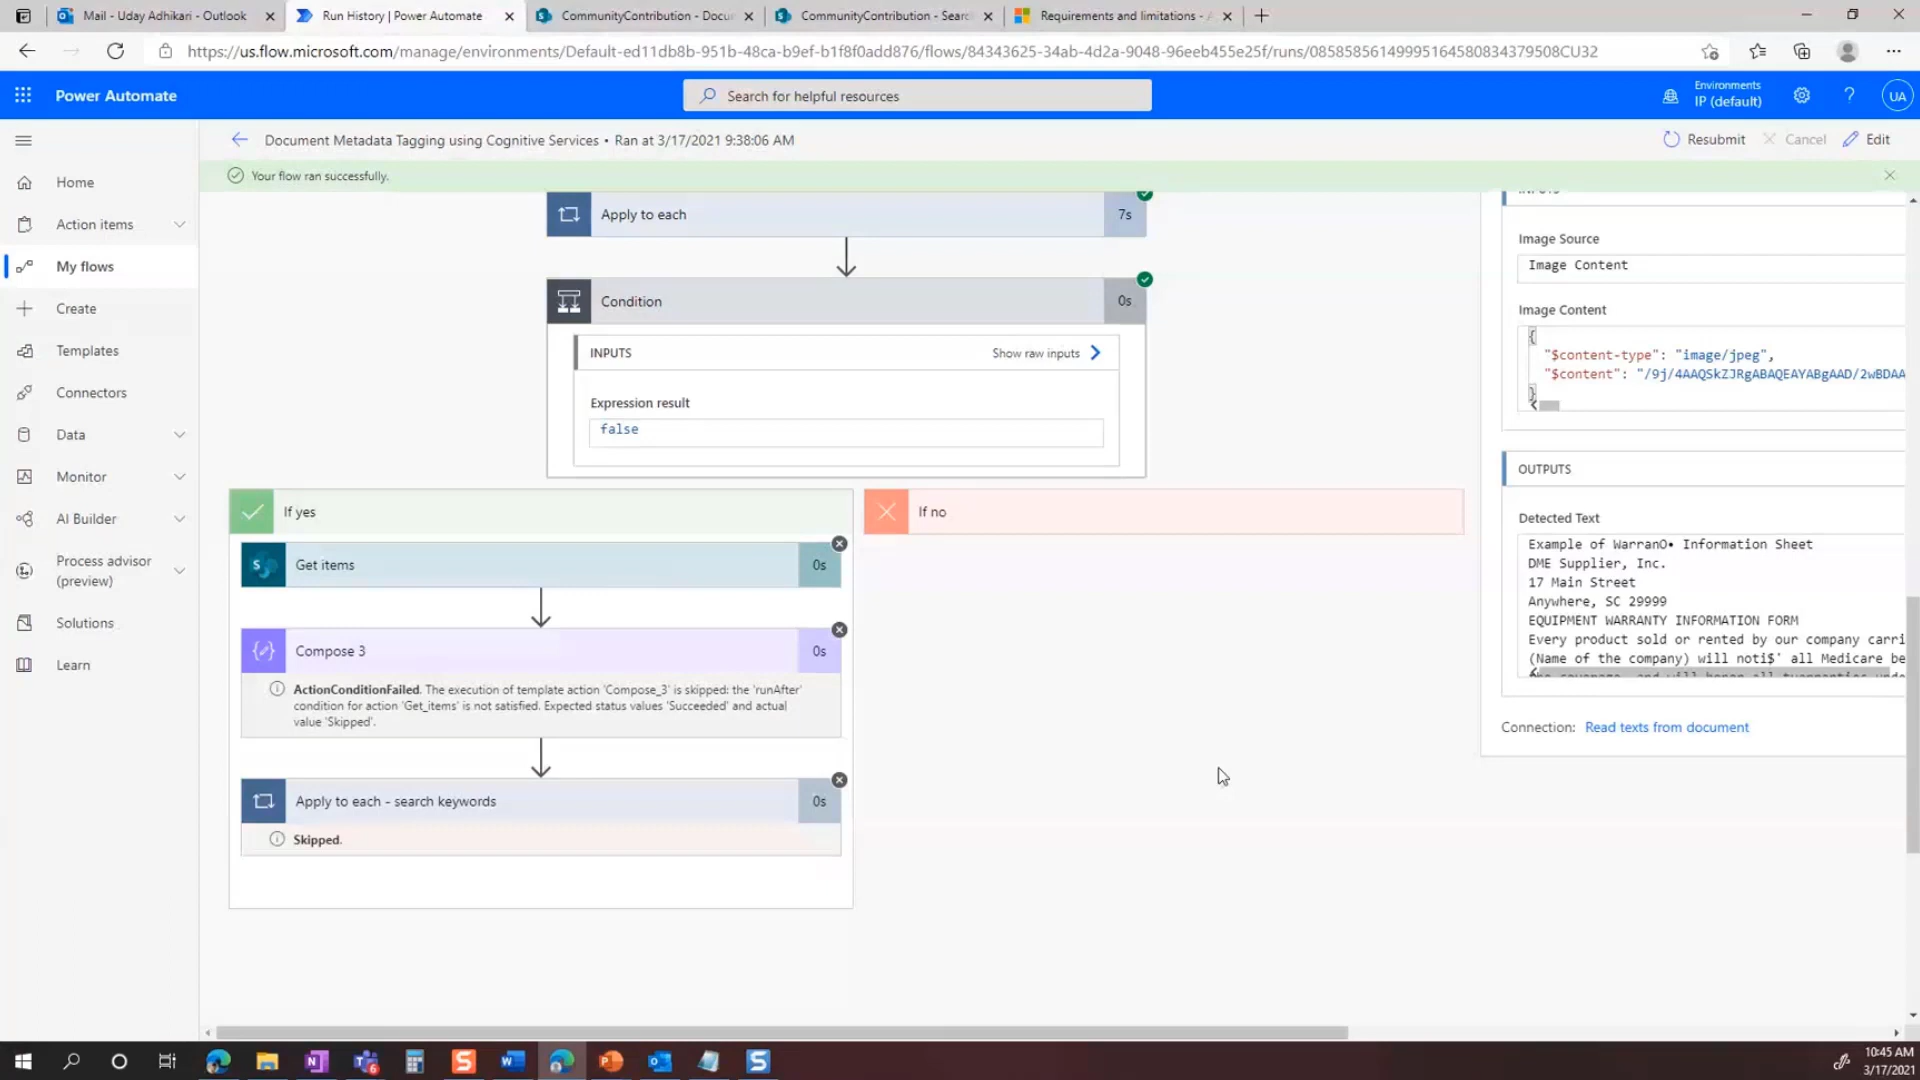 Mail - Uday Adhikari - Outlook
Run History | Power Automate
CommunityContribution - Docu
CommunityContribution - Searc
Requirements and limitations - A
https://us.flow.microsoft.com/manage/environments/Default-ed11db8b-951b-48ca-b9ef-b1f8f0add876/flows/84343625-34ab-4d2a-9048-96eeb455e25f/runs/08585856149995164580834379508CU32
Power Automate
Search for helpful resources
Environments
IP (default)
?
UA
Document Metadata Tagging using Cognitive Services • Ran at 3/17/2021 9:38:06 AM
Resubmit
Cancel
Edit
Your flow ran successfully.
Home
Action items
My flows
Create
Templates
Connectors
Data
Monitor
AI Builder
Process advisor
(preview)
Solutions
Learn
Apply to each
7s
Condition
0s
INPUTS
Show raw inputs
Expression result
false
If yes
If no
Get items
0s
Compose 3
0s
ActionConditionFailed. The execution of template action 'Compose_3' is skipped: the 'runAfter'
condition for action 'Get_items' is not satisfied. Expected status values 'Succeeded' and actual
value 'Skipped'.
Apply to each - search keywords
0s
Skipped.
Image Source
Image Content
Image Content
{
"$content-type": "image/jpeg",
"$content": "/9j/4AAQSkZJRgABAQEAYABgAAD/2wBDAA
}
OUTPUTS
Detected Text
Example of WarranO• Information Sheet
DME Supplier, Inc.
17 Main Street
Anywhere, SC 29999
EQUIPMENT WARRANTY INFORMATION FORM
Every product sold or rented by our company carri
(Name of the company) will noti$' all Medicare be
Connection: Read texts from document
10:45 AM
3/17/2021